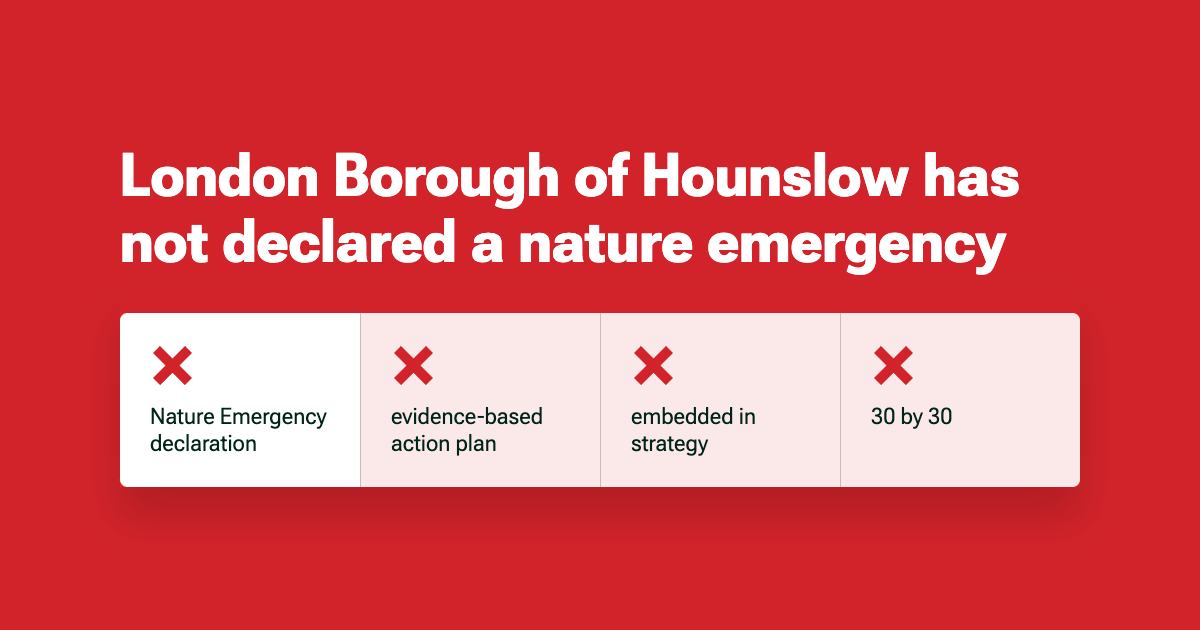 London Borough of Hounslow has
not declared a nature emergency
Nature Emergency
declaration
evidence-based
action plan
embedded in
strategy
30 by 30